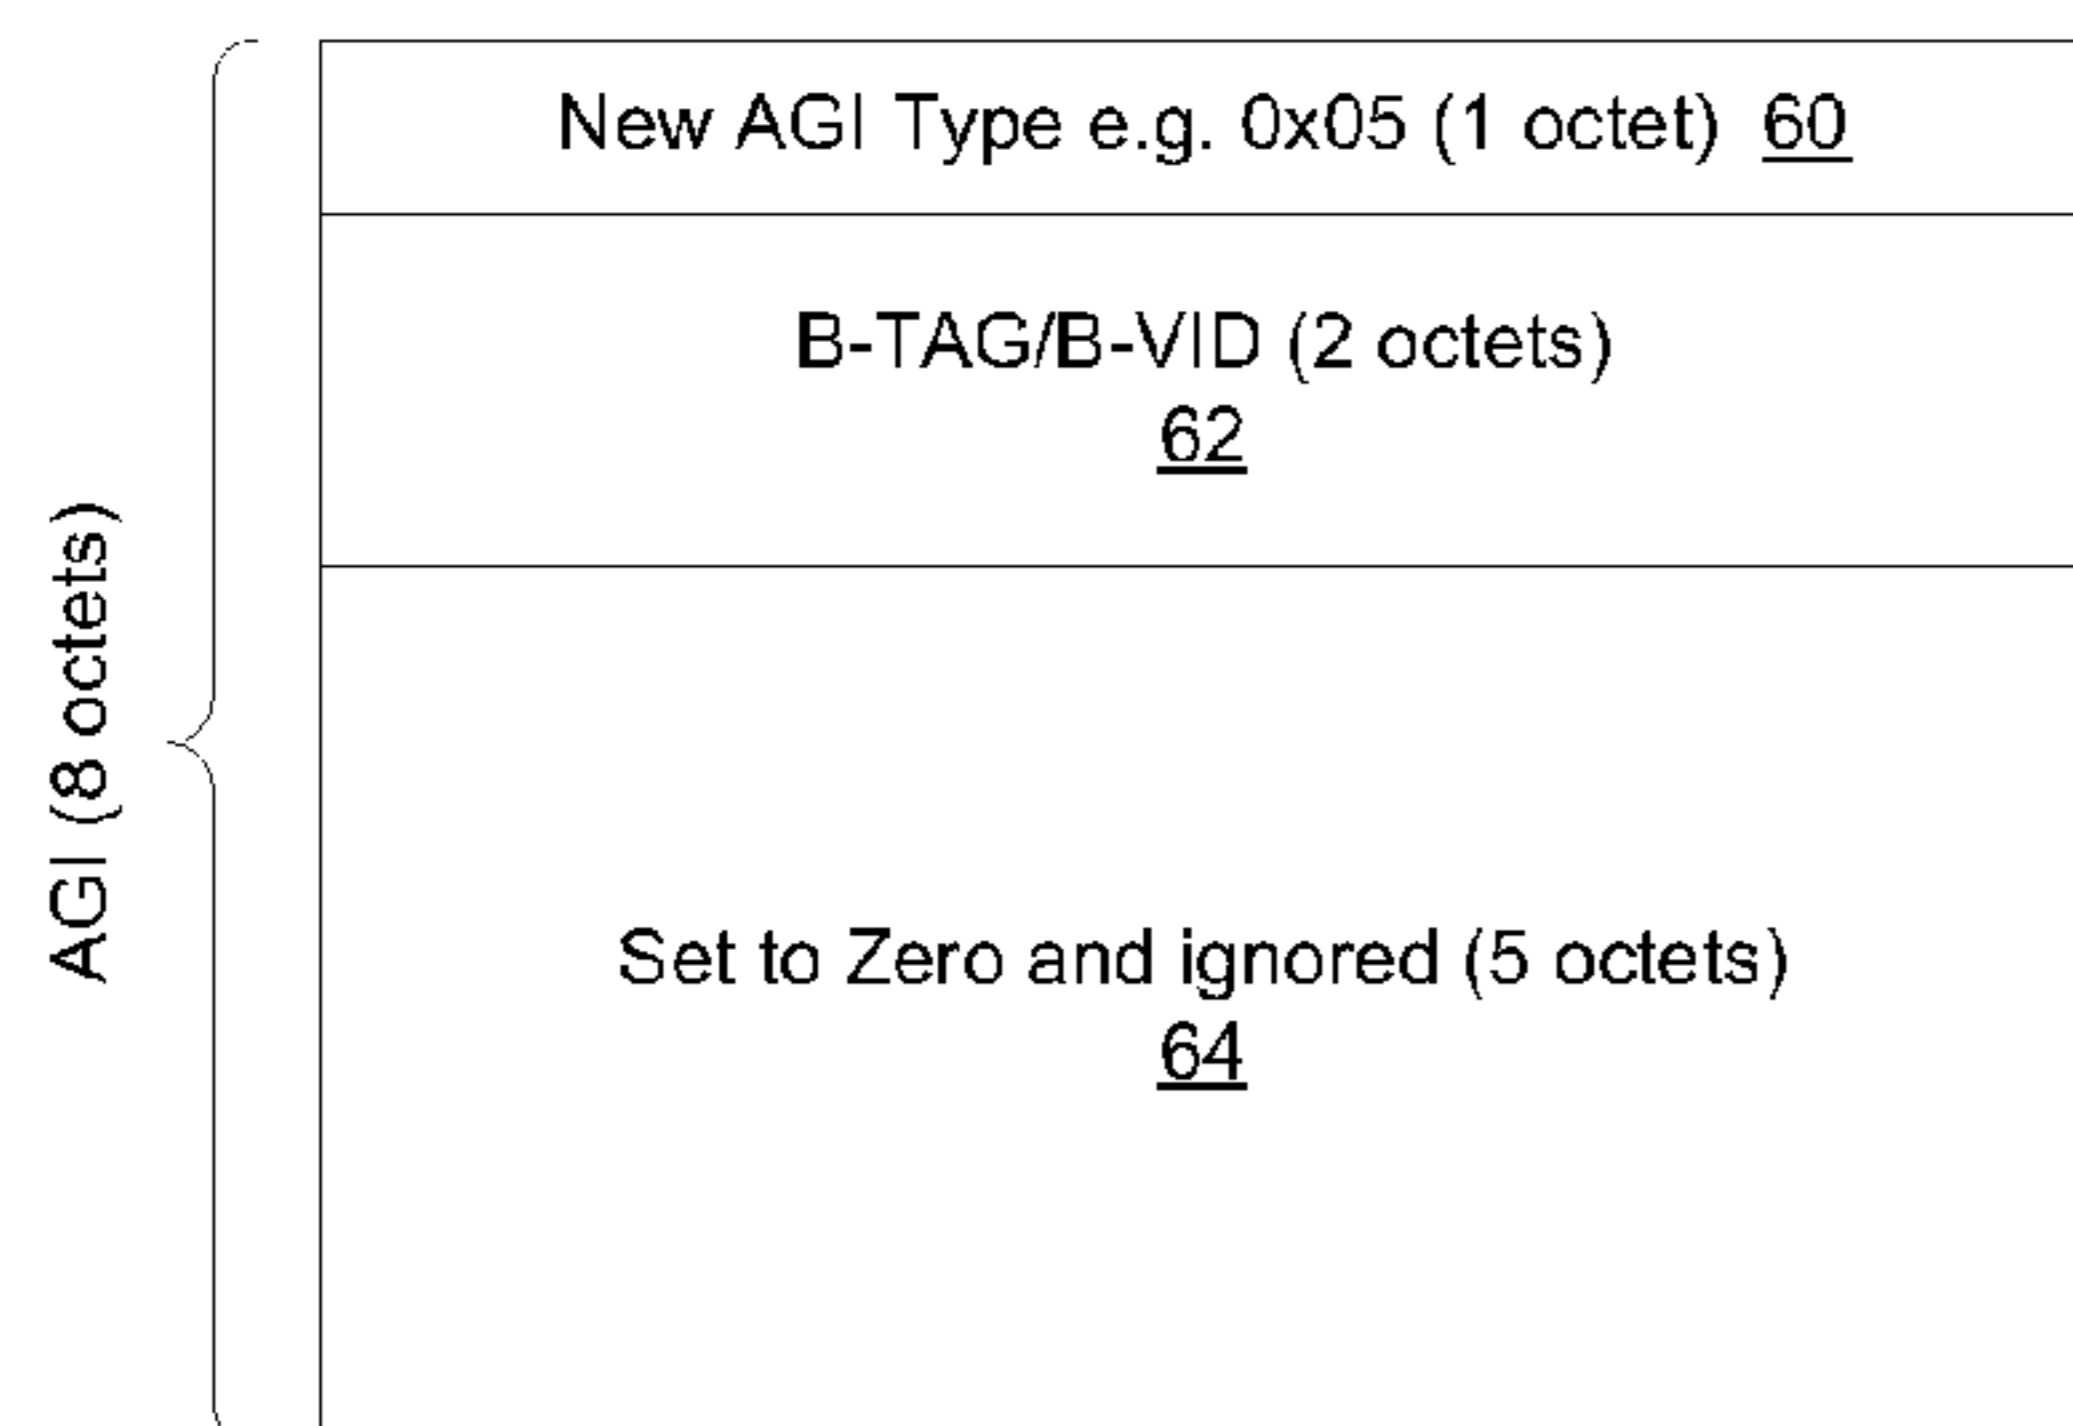 New AGI Type e.g. 0x05 (1 octet) 60
B-TAG/B-VID (2 octets)
62
AGI (8 octets)
Set to Zero and ignored (5 octets)
64